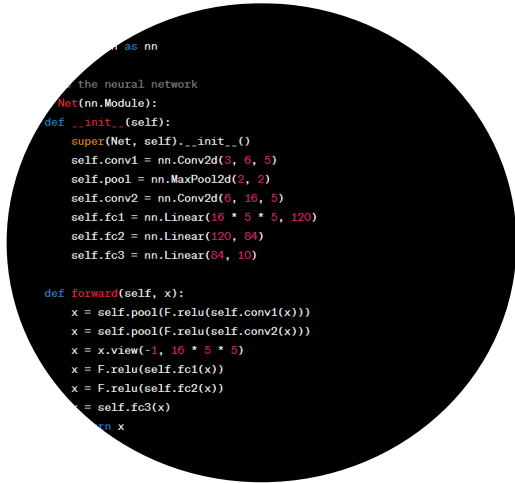 as nn
the neural network
Net(nn.Module):
def __init__(self):
super(Net, self).__init__()
self.conv1 = nn.Conv2d(3, 6, 5)
self.pool = nn.MaxPool2d(2, 2)
self.conv2 = nn.Conv2d(6, 16, 5)
self.fc1 = nn.Linear(16 * 5 * 5, 120)
self.fc2 = nn.Linear(120, 84)
self.fc3 = nn.Linear(84, 10)
def forward(self, x):
x = self.pool(F.relu(self.conv1(x)))
x = self.pool(F.relu(self.conv2(x)))
x = x.view(-1, 16 * 5 * 5)
x = F.relu(self.fc1(x))
x = F.relu(self.fc2(x))
= self.fc3(x)
x